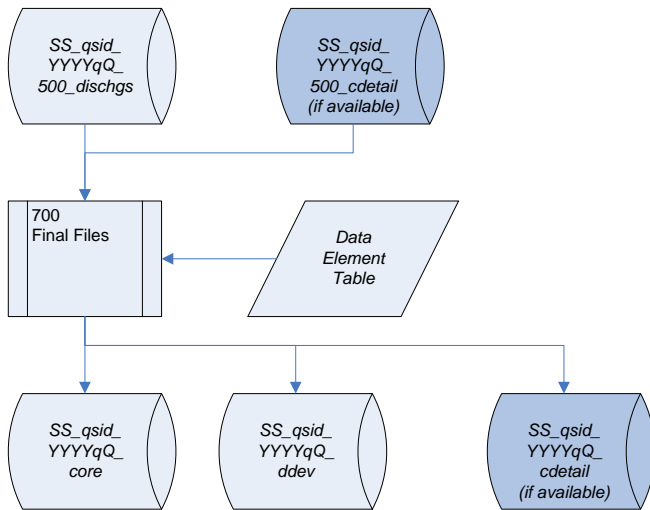 SS_qsid_
YYYYqQ_
500_dischgs
SS_qsid_
YYYYqQ_
500_cdetail
(if available)
700
Final Files
Data
Element
Table
SS_qsid_
YYYYqQ_
core
SS_qsid_
YYYYqQ_
ddev
SS_qsid_
YYYYqQ_
cdetail
(if available)